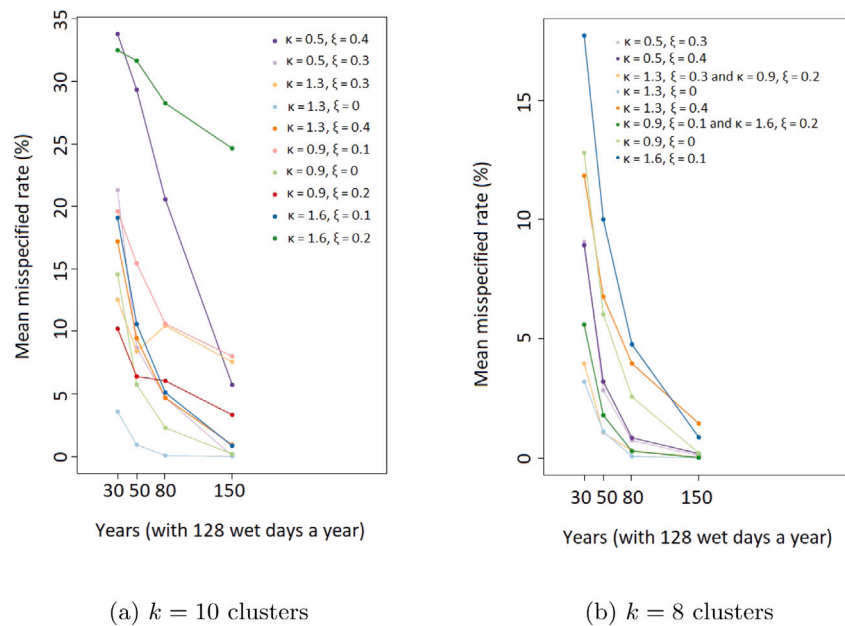 35
30
25
20
15
10
5
0
Mean misspecified rate (%)
κ = 0.5, ξ = 0.4
κ = 0.5, ξ = 0.3
κ = 1.3, ξ = 0.3
κ = 1.3, ξ = 0
κ = 1.3, ξ = 0.4
κ = 0.9, ξ = 0.1
κ = 0.9, ξ = 0
κ = 0.9, ξ = 0.2
κ = 1.6, ξ = 0.1
κ = 1.6, ξ = 0.2
30 50 80 150
Years (with 128 wet days a year)
(a) k = 10 clusters
15
10
5
0
Mean misspecified rate (%)
κ = 0.5, ξ = 0.3
κ = 0.5, ξ = 0.4
κ = 1.3, ξ = 0.3 and κ = 0.9, ξ = 0.2
κ = 1.3, ξ = 0
κ = 1.3, ξ = 0.4
κ = 0.9, ξ = 0.1 and κ = 1.6, ξ = 0.2
κ = 0.9, ξ = 0
κ = 1.6, ξ = 0.1
30 50 80 150
Years (with 128 wet days a year)
(b) k = 8 clusters